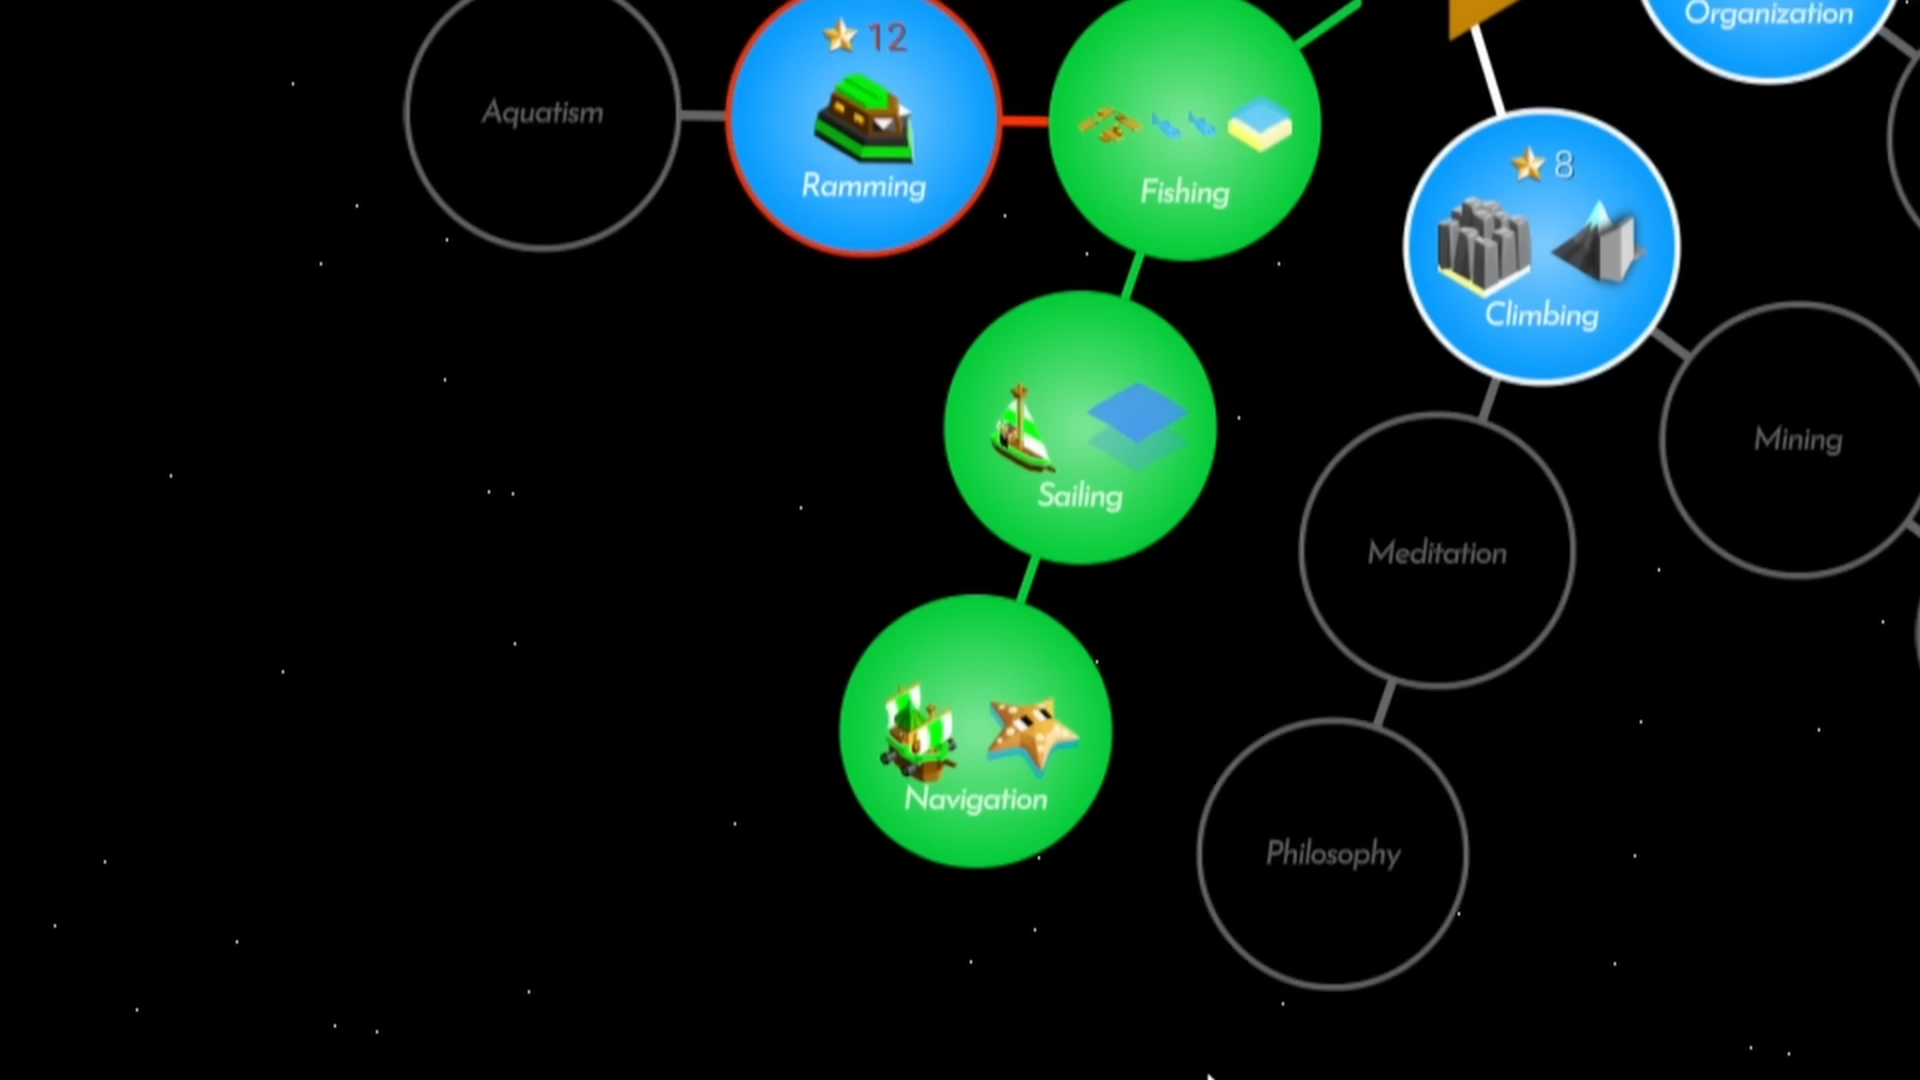 Organization
12
Aquatism
Ramming
Fishing
8
Climbing
Mining
Sailing
Meditation
Navigation
Philosophy